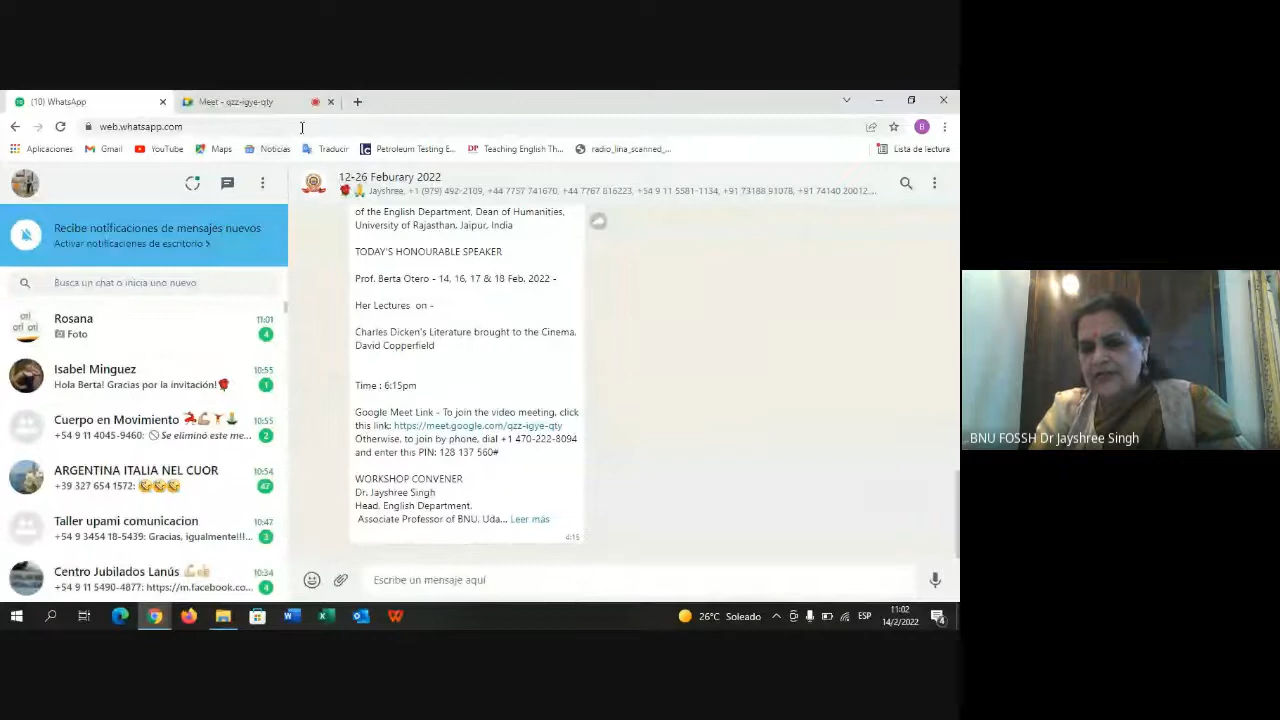 (10) WhatsApp
Meet - qzz-igye-qty
web.whatsapp.com
Aplicaciones
Gmail
YouTube
Maps
Noticias
Traducir
Petroleum Testing E...
Teaching English Th...
radio_lina_scanned_...
Lista de lectura
12-26 Feburary 2022
🌹🙏 Jayshree, +1 (979) 492-2109, +44 7757 741670, +44 7767 816223, +54 9 11 5581-1134, +91 73188 91078, +91 74140 20012...
Recibe notificaciones de mensajes nuevos
Activar notificaciones de escritorio >
Busca un chat o inicia uno nuevo
Rosana
11:01
Foto
4
Isabel Minguez
10:55
Hola Berta! Gracias por la invitación!🌹
1
Cuerpo en Movimiento
10:55
+54 9 11 4045-9460: Se eliminó este me...
2
ARGENTINA ITALIA NEL CUOR
10:54
+39 327 654 1572: 🤣🤣🤣
47
Taller upami comunicacion
10:47
+54 9 3454 18-5439: Gracias, igualmente!!!...
3
Centro Jubilados Lanús
10:34
+54 9 11 5490-4877: https://m.facebook.co...
4
of the English Department, Dean of Humanities,
University of Rajasthan, Jaipur, India
TODAY'S HONOURABLE SPEAKER
Prof. Berta Otero - 14, 16, 17 & 18 Feb. 2022 -
Her Lectures on -
Charles Dicken's Literature brought to the Cinema.
David Copperfield
Time : 6:15pm
Google Meet Link - To join the video meeting, click
this link: https://meet.google.com/qzz-igye-qty
Otherwise, to join by phone, dial +1 470-222-8094
and enter this PIN: 128 137 560#
WORKSHOP CONVENER
Dr. Jayshree Singh
Head, English Department.
Associate Professor of BNU. Uda... Leer más
4:15
Escribe un mensaje aquí
26°C Soleado
ESP
11:02
14/2/2022
4
BNU FOSSH Dr Jayshree Singh